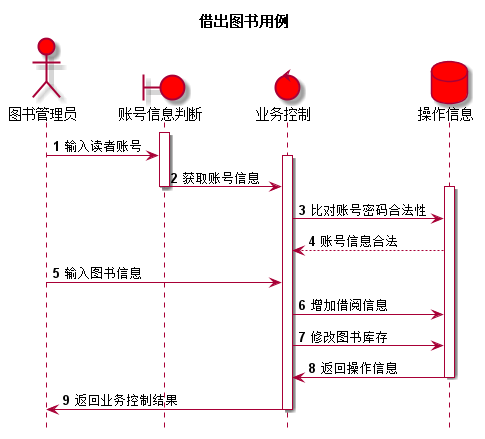 借出图书用例
图书管理员
账号信息判断
业务控制
操作信息
1 输入读者账号
2 获取账号信息
3 比对账号密码合法性
4 账号信息合法
5 输入图书信息
6 增加借阅信息
7 修改图书库存
8 返回操作信息
9 返回业务控制结果